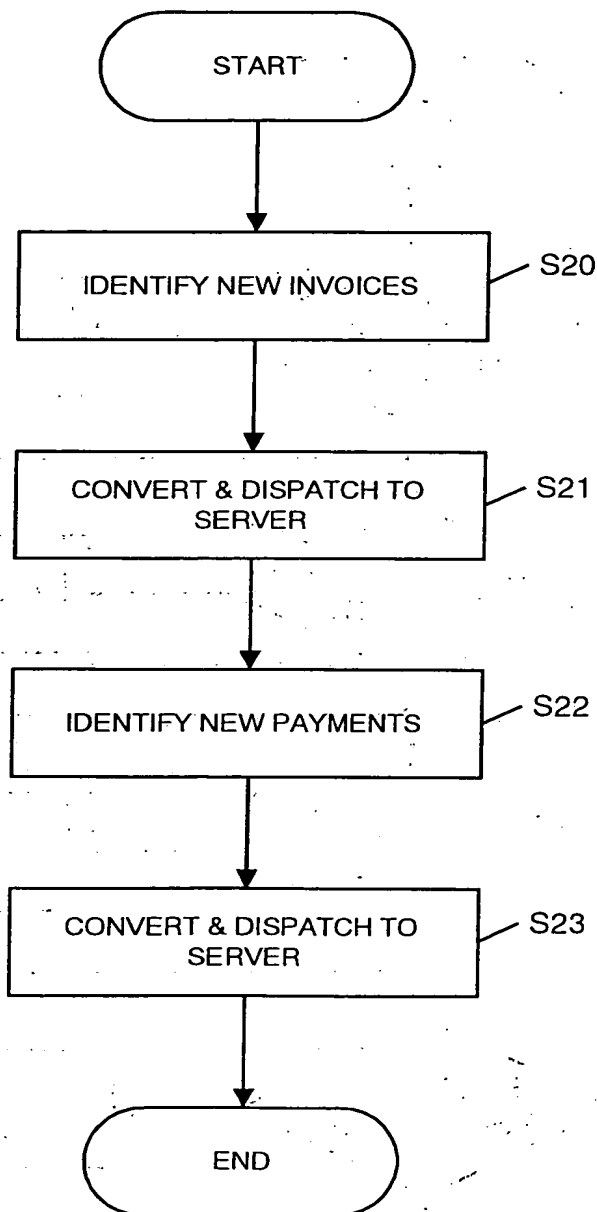 START
IDENTIFY NEW INVOICES
S20
CONVERT & DISPATCH TO
SERVER
S21
IDENTIFY NEW PAYMENTS
S22
CONVERT & DISPATCH TO
SERVER
S23
END